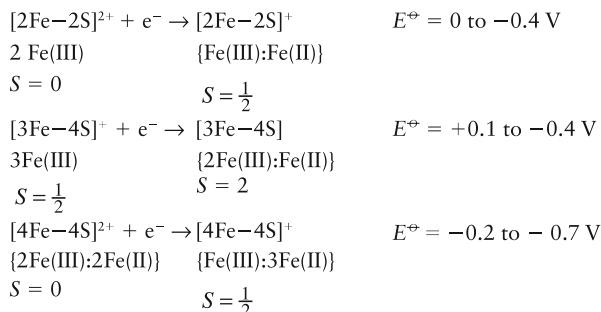 [2Fe−2S]²⁺ + e⁻ → [2Fe−2S]⁺ E⦵ = 0 to −0.4 V
2 Fe(III) {Fe(III):Fe(II)}
S = 0
S = ½
[3Fe−4S]⁺ + e⁻ → [3Fe−4S] E⦵ = +0.1 to −0.4 V
3Fe(III) {2Fe(III):Fe(II)}
S = ½ S = 2
[4Fe−4S]²⁺ + e⁻ → [4Fe−4S]⁺ E⦵ = −0.2 to − 0.7 V
{2Fe(III):2Fe(II)} {Fe(III):3Fe(II)}
S = 0
S = ½